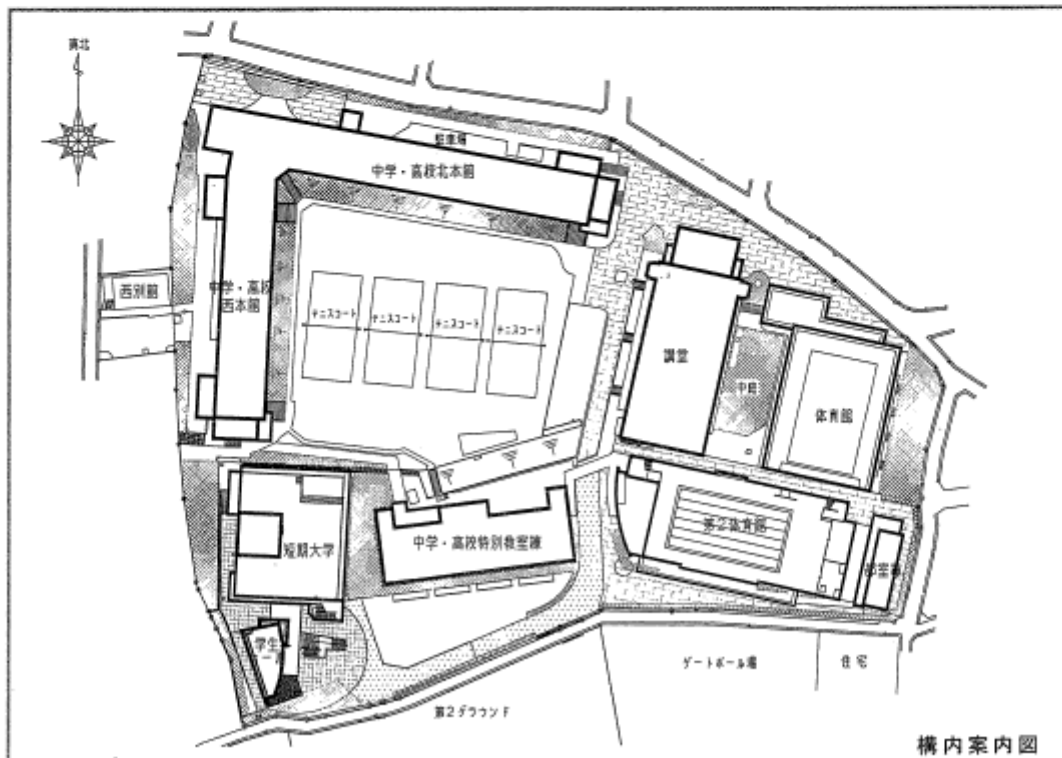 真北
駐車場
中学・高校北本館
西別館
中学・高校
西本館
テニスコート
テニスコート
テニスコート
テニスコート
講堂
中庭
体育館
第2体育館
短期大学
中学・高校特別教室棟
学生
ゲートボール場
住宅
第2グラウンド
構内案内図